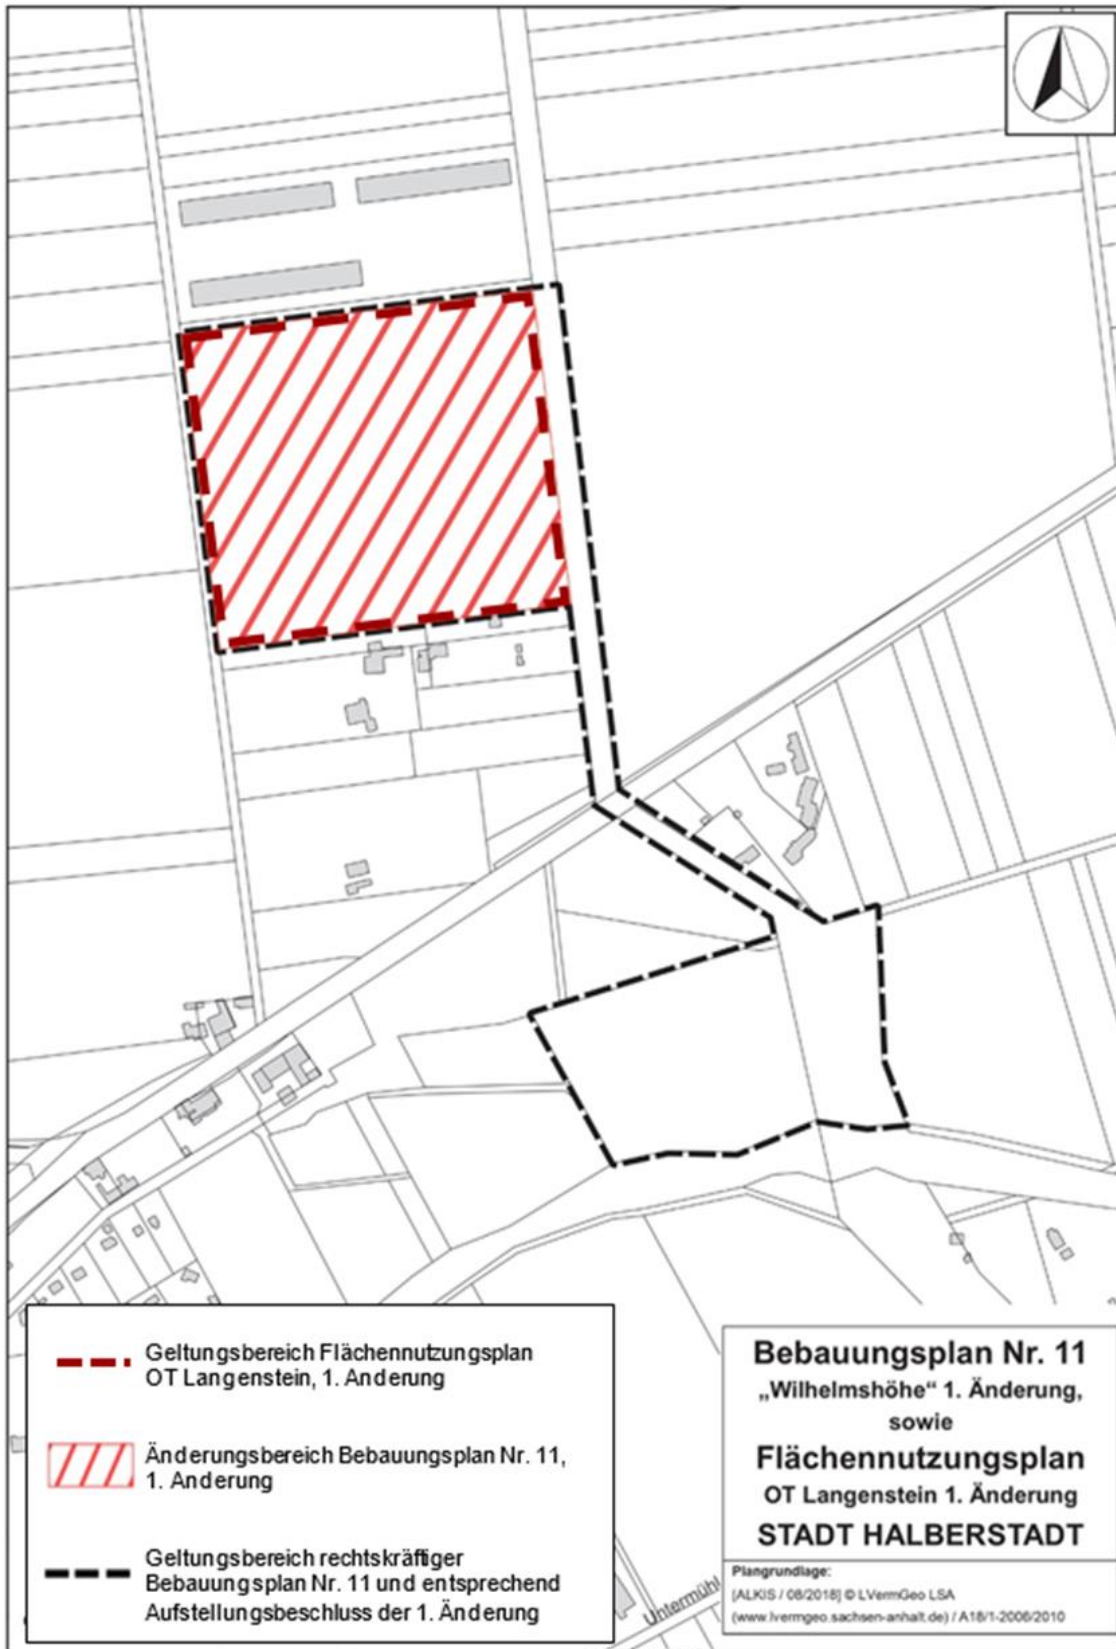 Geltungsbereich Flächennutzungsplan
OT Langenstein, 1. Anderung
Änderungsbereich Bebauungsplan Nr. 11,
1. Anderung
Geltungsbereich rechtskräftiger
Bebauungsplan Nr. 11 und entsprechend
Aufstellungsbeschluss der 1. Änderung
Untermühl
Bebauungsplan Nr. 11
„Wilhelmshöhe“ 1. Änderung,
sowie
Flächennutzungsplan
OT Langenstein 1. Änderung
STADT HALBERSTADT
Plangrundlage:
[ALKIS / 08/2018] © LVermGeo LSA
(www.lvermgeo.sachsen-anhalt.de) / A18/1-2006/2010